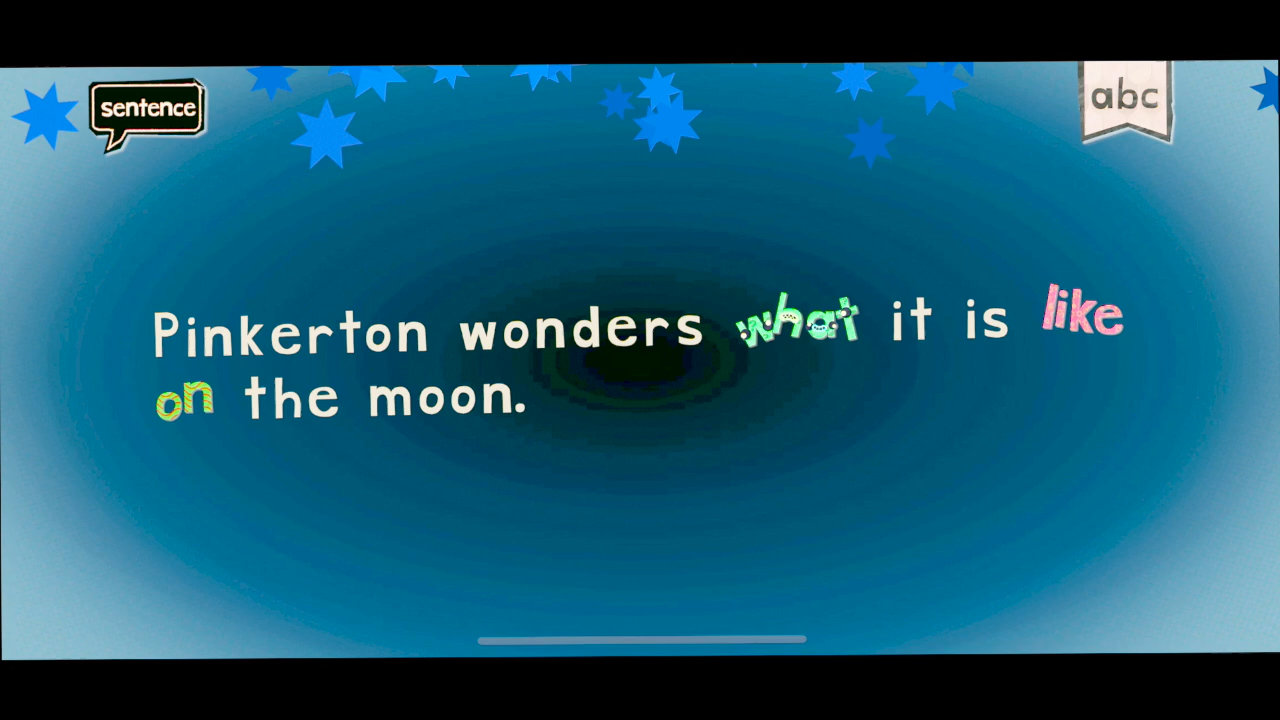 sentence
abc
Pinkerton wonders what it is like
on the moon.